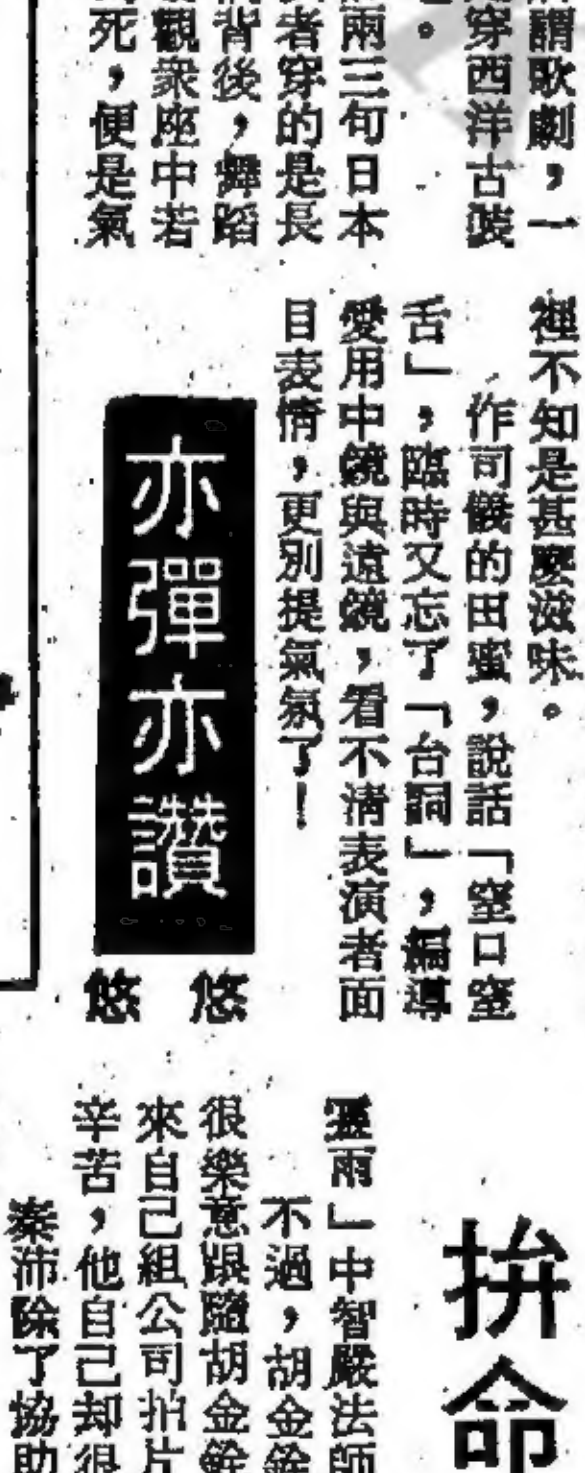 謂歌劇，一
穿西洋古裝
。
兩三句日本
者穿的是長
背後，舞蹈
觀衆座中若
死，便是氣
裡不知是甚麼滋味。
作司儀的田蜜，說話「窒口窒
舌」，臨時又忘了「台詞」，編導
愛用中鏡與遠鏡，看不清表演者面
目表情，更別提氣氛了！
亦彈亦讚
悠悠
拚命
靈雨」中智嚴法師
不過，胡金銓
很樂意跟隨胡金銓
來自己組公司拍片
辛苦，他自己却很
秦沛除了協助